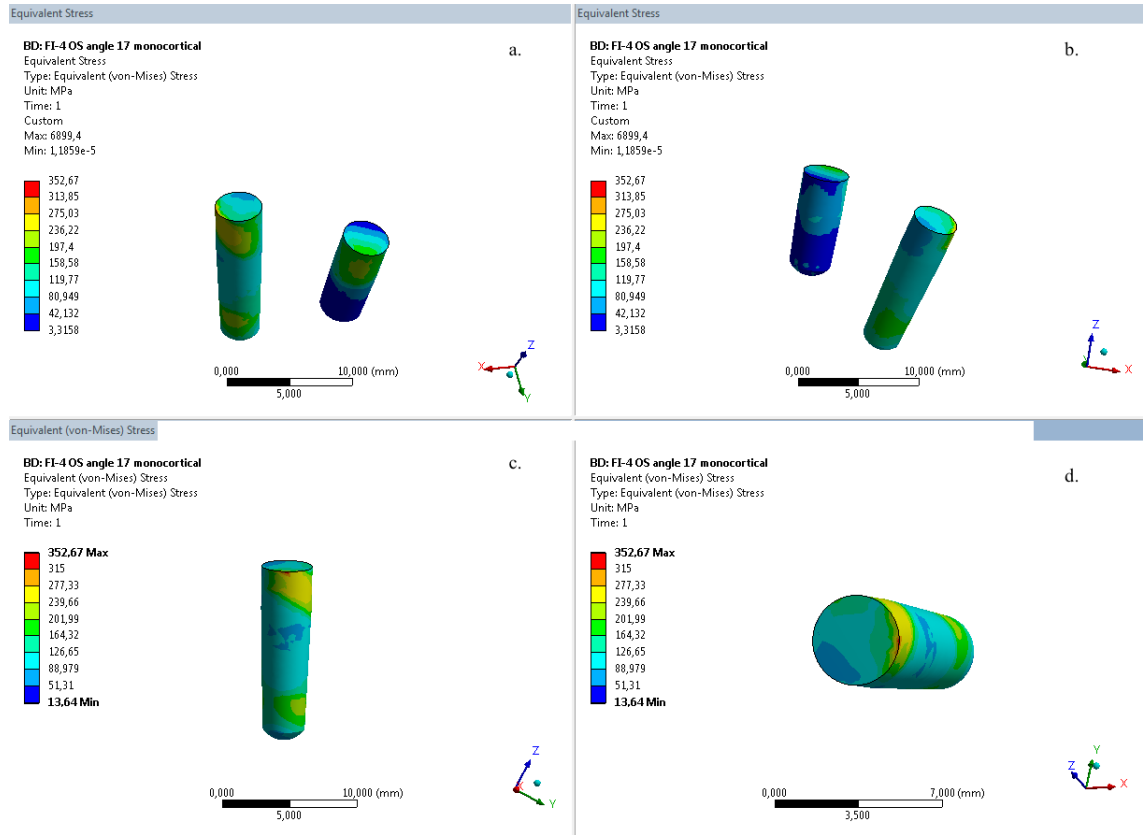 Equivalent Stress
BD: FI-4 OS angle 17 monocortical
Equivalent Stress
Type: Equivalent (von-Mises) Stress
Unit: MPa
Time: 1
Custom
Max: 6899,4
Min: 1,1859e-5
a.
352,67
313,85
275,03
236,22
197,4
158,58
119,77
80,949
42,132
3,3158
0,000
10,000 (mm)
5,000
X
Z
Y
Equivalent Stress
BD: FI-4 OS angle 17 monocortical
Equivalent Stress
Type: Equivalent (von-Mises) Stress
Unit: MPa
Time: 1
Custom
Max: 6899,4
Min: 1,1859e-5
b.
352,67
313,85
275,03
236,22
197,4
158,58
119,77
80,949
42,132
3,3158
0,000
10,000 (mm)
5,000
Z
Y
X
Equivalent (von-Mises) Stress
BD: FI-4 OS angle 17 monocortical
Equivalent (von-Mises) Stress
Type: Equivalent (von-Mises) Stress
Unit: MPa
Time: 1
c.
352,67 Max
315
277,33
239,66
201,99
164,32
126,65
88,979
51,31
13,64 Min
0,000
10,000 (mm)
5,000
Z
X
Y
BD: FI-4 OS angle 17 monocortical
Equivalent (von-Mises) Stress
Type: Equivalent (von-Mises) Stress
Unit: MPa
Time: 1
d.
352,67 Max
315
277,33
239,66
201,99
164,32
126,65
88,979
51,31
13,64 Min
0,000
7,000 (mm)
3,500
Y
Z
X